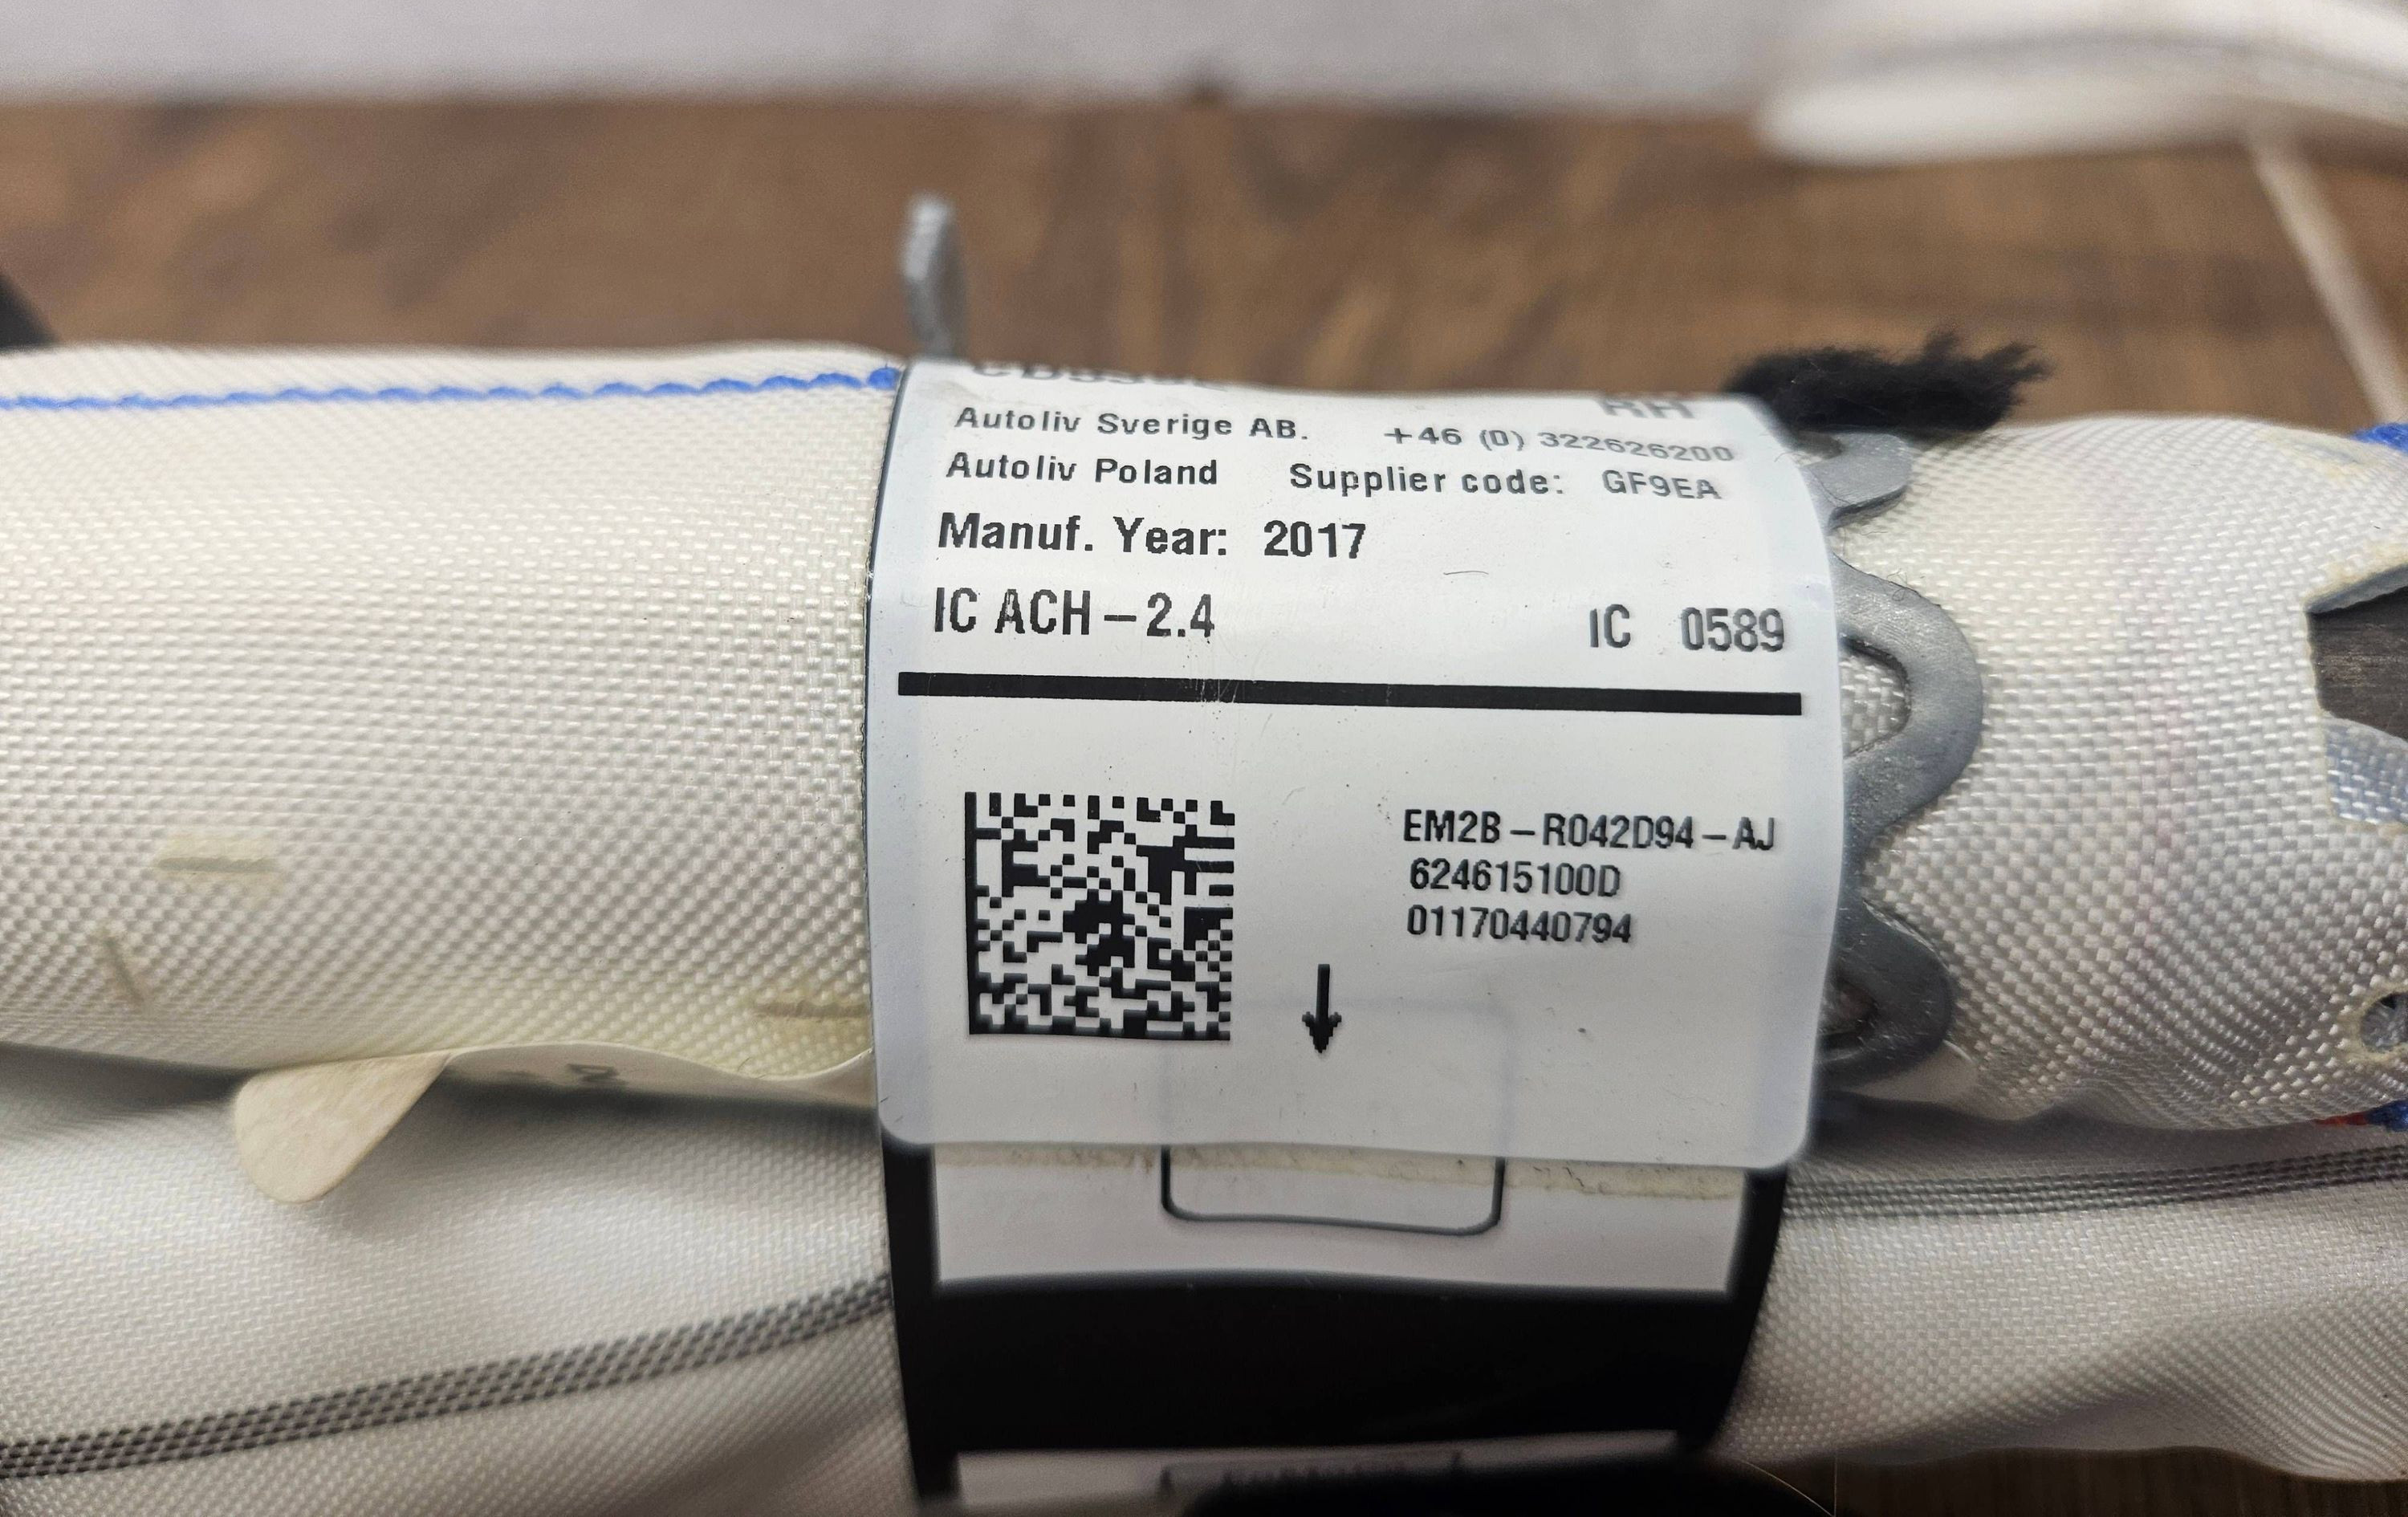 RH
Autoliv Sverige AB. +46 (0) 322626200
Autoliv Poland Supplier code: GF9EA
Manuf. Year: 2017
IC ACH-2.4 IC 0589
EM2B-R042D94-AJ
624615100D
01170440794